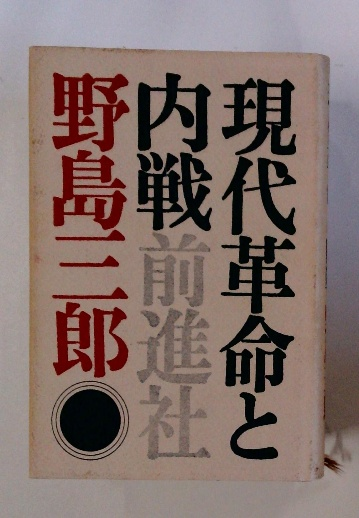 現代革命と
内戦 前進社
野島三郎